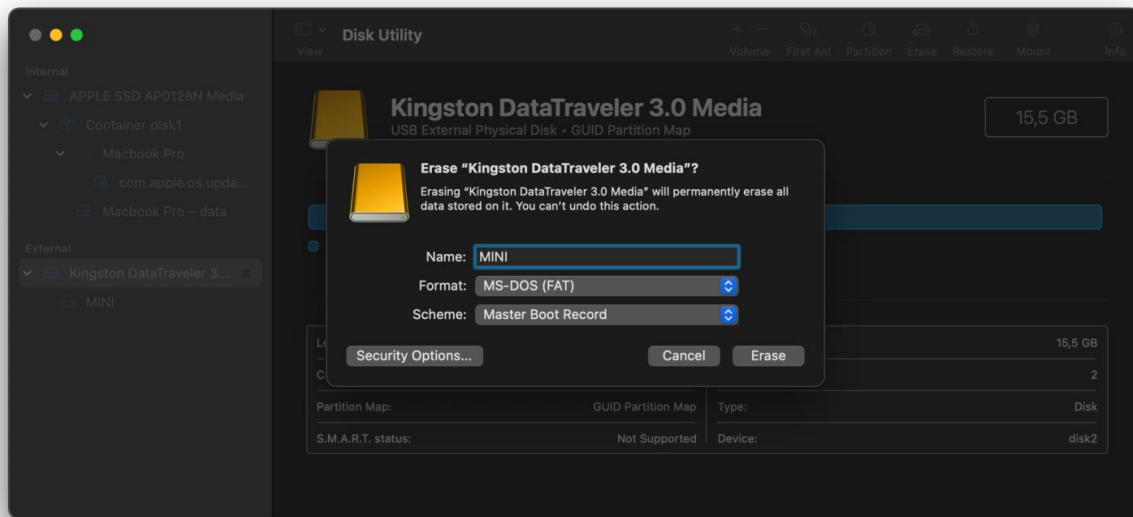 Disk Utility
View
Volume
First Aid
Partition
Erase
Restore
Mount
Info
Internal
APPLE SSD AP0128N Media
Container disk1
Macbook Pro
com.apple.os.upda...
Macbook Pro – data
External
Kingston DataTraveler 3....
MINI
Kingston DataTraveler 3.0 Media
USB External Physical Disk • GUID Partition Map
15,5 GB
Erase “Kingston DataTraveler 3.0 Media”?
Erasing “Kingston DataTraveler 3.0 Media” will permanently erase all
data stored on it. You can’t undo this action.
Name: MINI
Format: MS-DOS (FAT)
Scheme: Master Boot Record
Security Options...
Cancel
Erase
15,5 GB
2
Partition Map: GUID Partition Map
Type: Disk
S.M.A.R.T. status: Not Supported
Device: disk2